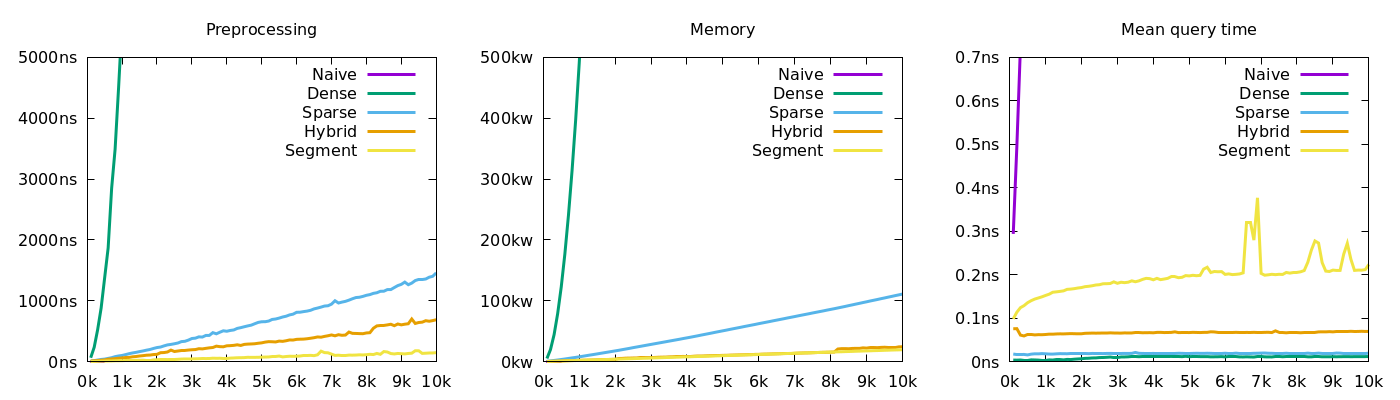 Preprocessing
5000ns
4000ns
3000ns
2000ns
1000ns
0ns
0k 1k 2k 3k 4k 5k 6k 7k 8k 9k 10k
Naive
Dense
Sparse
Hybrid
Segment
Memory
500kw
400kw
300kw
200kw
100kw
0kw
0k 1k 2k 3k 4k 5k 6k 7k 8k 9k 10k
Naive
Dense
Sparse
Hybrid
Segment
Mean query time
0.7ns
0.6ns
0.5ns
0.4ns
0.3ns
0.2ns
0.1ns
0ns
0k 1k 2k 3k 4k 5k 6k 7k 8k 9k 10k
Naive
Dense
Sparse
Hybrid
Segment